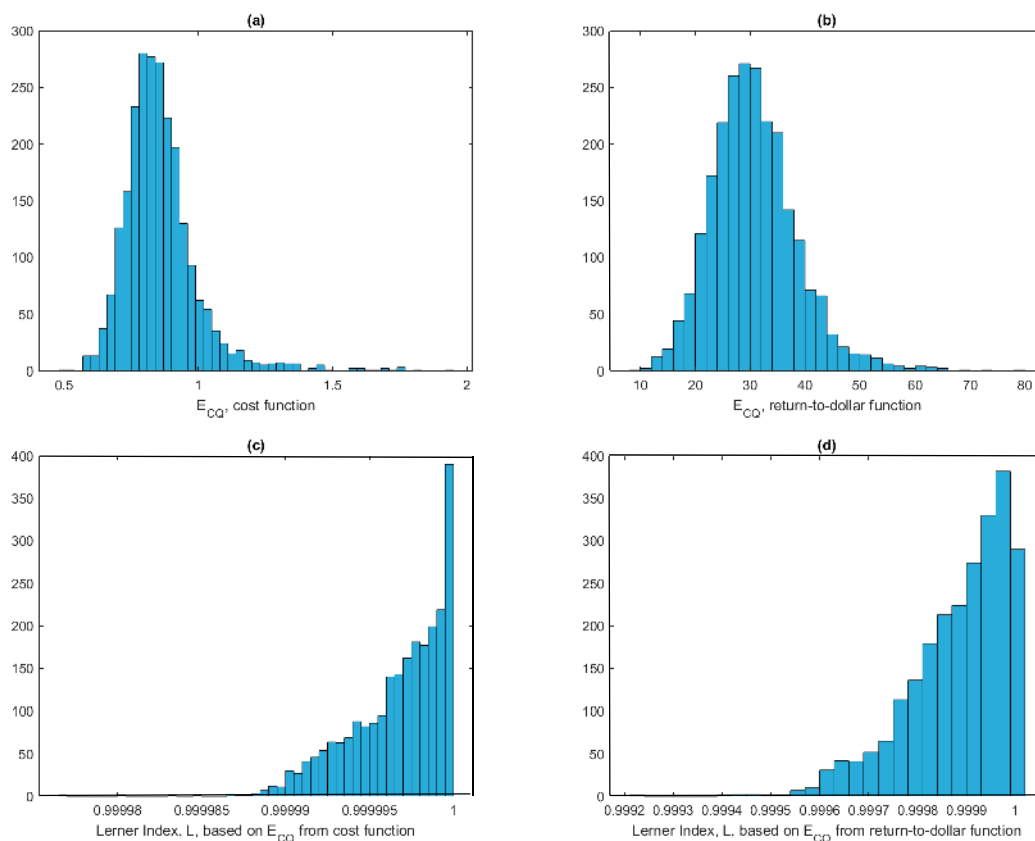 (a)
300
250
200
150
100
50
0
0.5 1 1.5 2
E_CQ, cost function
(b)
300
250
200
150
100
50
0
10 20 30 40 50 60 70 80
E_CQ, return-to-dollar function
(c)
400
350
300
250
200
150
100
50
0
0.99998 0.999985 0.99999 0.999995 1
Lerner Index, L, based on E_CQ from cost function
(d)
400
350
300
250
200
150
100
50
0
0.9992 0.9993 0.9994 0.9995 0.9996 0.9997 0.9998 0.9999 1
Lerner Index, L, based on E_CQ from return-to-dollar function